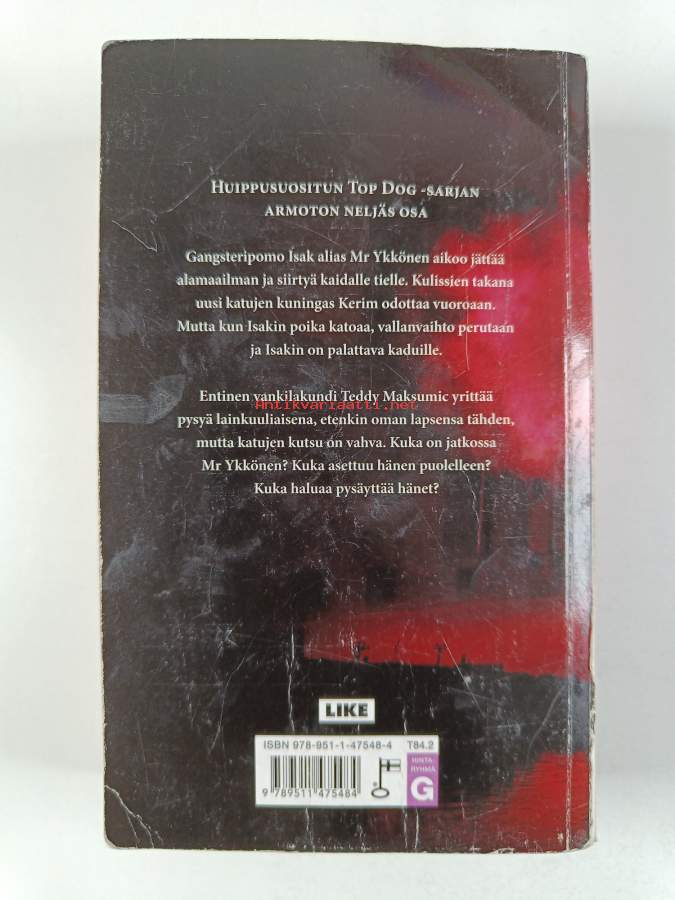 HUIPPUSUOSITUN TOP DOG -SARJAN
ARMOTON NELJÄS OSA
Gangsteripomo Isak alias Mr Ykkönen aikoo jättää
alamaailman ja siirtyä kaidalle tielle. Kulissien takana
uusi katujen kuningas Kerim odottaa vuoroaan.
Mutta kun Isakin poika katoaa, vallanvaihto perutaan
ja Isakin on palattava kaduille.
Entinen vankilakundi Teddy Maksumic yrittää
Antikvariaatti.net
pysyä lainkuuliaisena, etenkin oman lapsensa tähden,
mutta katujen kutsu on vahva. Kuka on jatkossa
Mr Ykkönen? Kuka asettuu hänen puolelleen?
Kuka haluaa pysäyttää hänet?
LIKE
ISBN 978-951-1-47548-4 T84.2
HINTA-
RYHMÄ
G
9 789511 475484